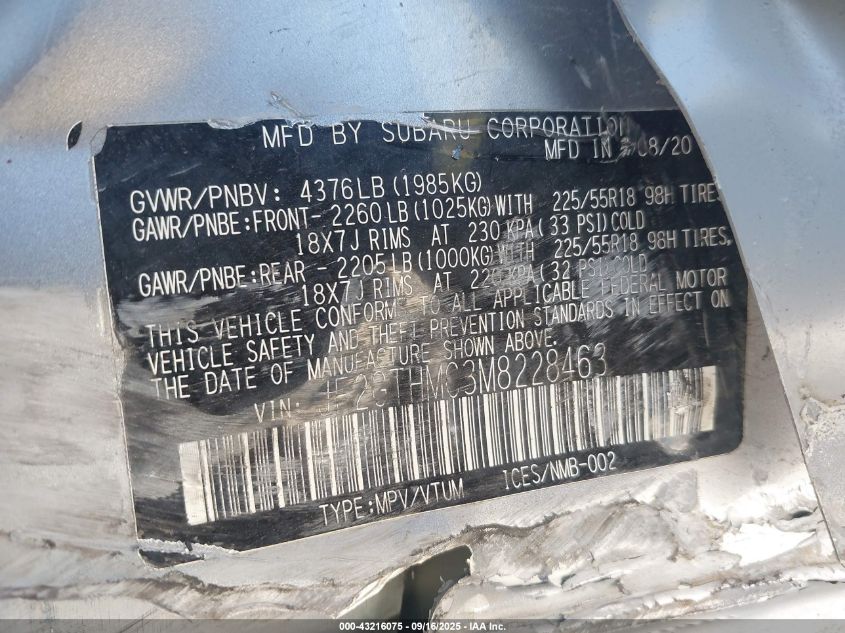 MFD BY SUBARU CORPORATION
MFD IN 08/20
GVWR/PNBV: 4376LB(1985KG)
GAWR/PNBE:FRONT- 2260LB(1025KG)WITH 225/55R18 98H TIRES,
18X7J RIMS AT 230 KPA(33 PSI)COLD
GAWR/PNBE:REAR - 2205LB(1000KG)WITH 225/55R18 98H TIRES,
18X7J RIMS AT 220 KPA(32 PSI)COLD
THIS VEHICLE CONFORMS TO ALL APPLICABLE FEDERAL MOTOR
VEHICLE SAFETY AND THEFT PREVENTION STANDARDS IN EFFECT ON
THE DATE OF MANUFACTURE SHOWN ABOVE.
VIN: JF2GTHMC3M8228463
TYPE:MPV/VTUM ICES/NMB-002
000-43216075 - 09/16/2025 - IAA Inc.